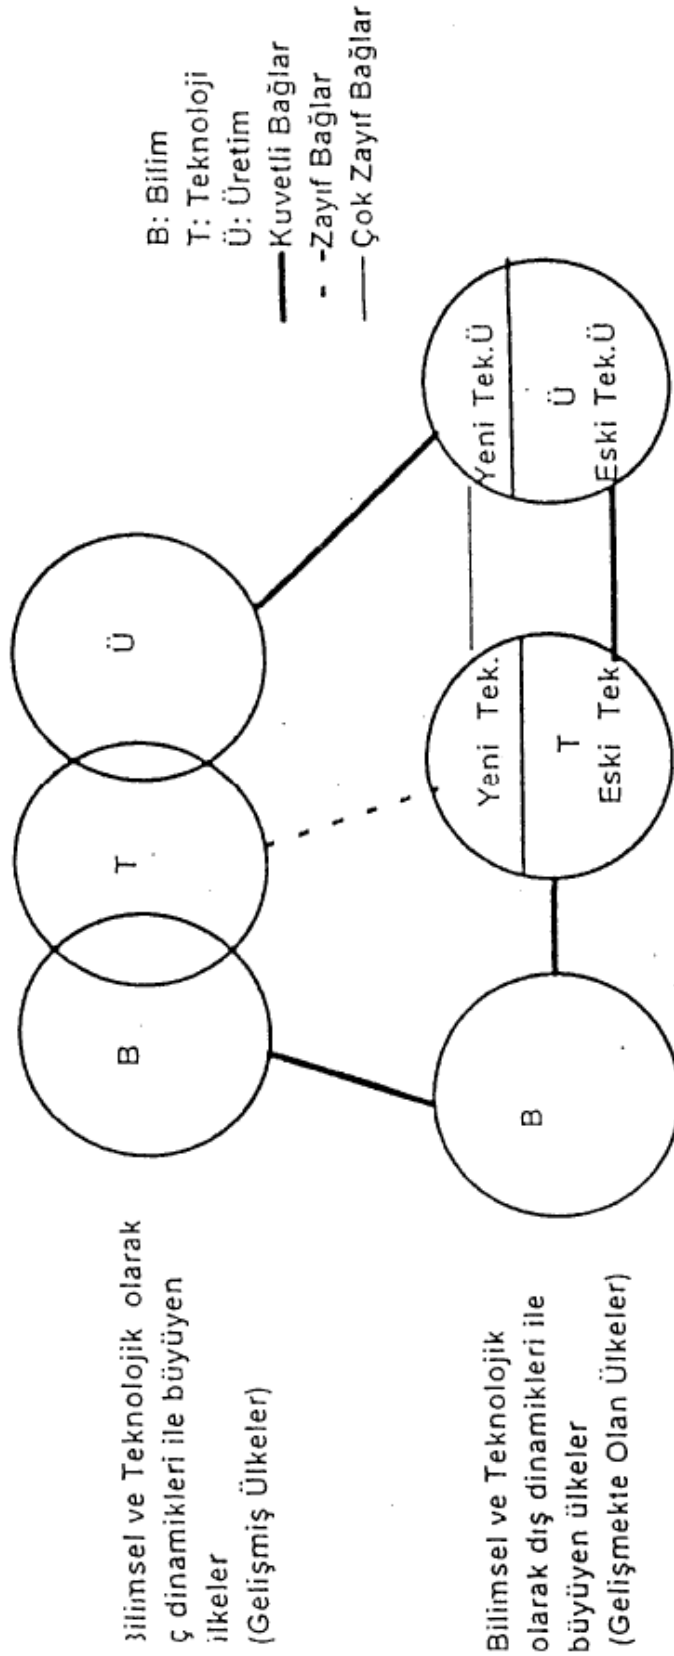 B: Bilim
T: Teknoloji
Ü: Üretim
Kuvetli Bağlar
- -Zayıf Bağlar
Çok Zayıf Bağlar
B
T
Ü
3ilimsel ve Teknolojik olarak
ç dinamikleri ile büyüyen
ilkeler
(Gelişmiş Ülkeler)
B
Yeni Tek.
T
Eski Tek
Yeni Tek.Ü
Ü
Eski Tek.Ü
Bilimsel ve Teknolojik
olarak dış dinamikleri ile
büyüyen ülkeler
(Gelişmekte Olan Ülkeler)